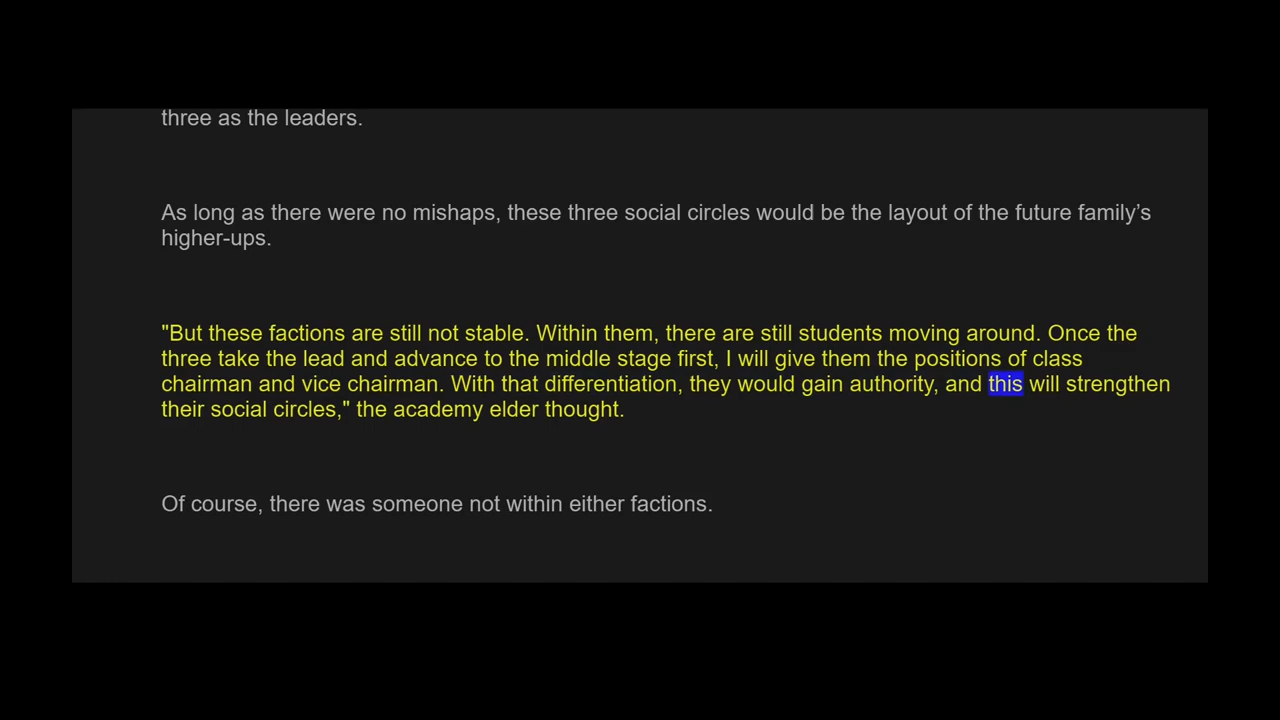 three as the leaders.
As long as there were no mishaps, these three social circles would be the layout of the future family’s
higher-ups.
"But these factions are still not stable. Within them, there are still students moving around. Once the
three take the lead and advance to the middle stage first, I will give them the positions of class
chairman and vice chairman. With that differentiation, they would gain authority, and this will strengthen
their social circles," the academy elder thought.
Of course, there was someone not within either factions.